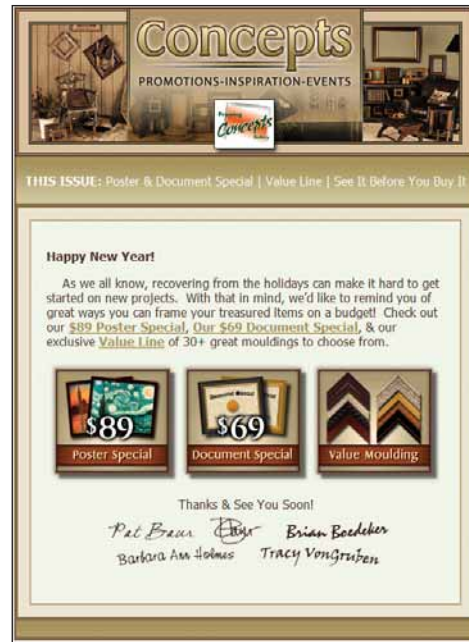 Concepts
PROMOTIONS-INSPIRATION-EVENTS
Concepts
THIS ISSUE: Poster & Document Special | Value Line | See It Before You Buy It
Happy New Year!
As we all know, recovering from the holidays can make it hard to get
started on new projects. With that in mind, we'd like to remind you of
great ways you can frame your treasured items on a budget! Check out
our $89 Poster Special, Our $69 Document Special, & our
exclusive Value Line of 30+ great mouldings to choose from.
$89
Poster Special
$69
Document Special
Value Moulding
Thanks & See You Soon!
Pat Baur Brian Boedeker
Barbara Ann Holmes Tracy VonGruben